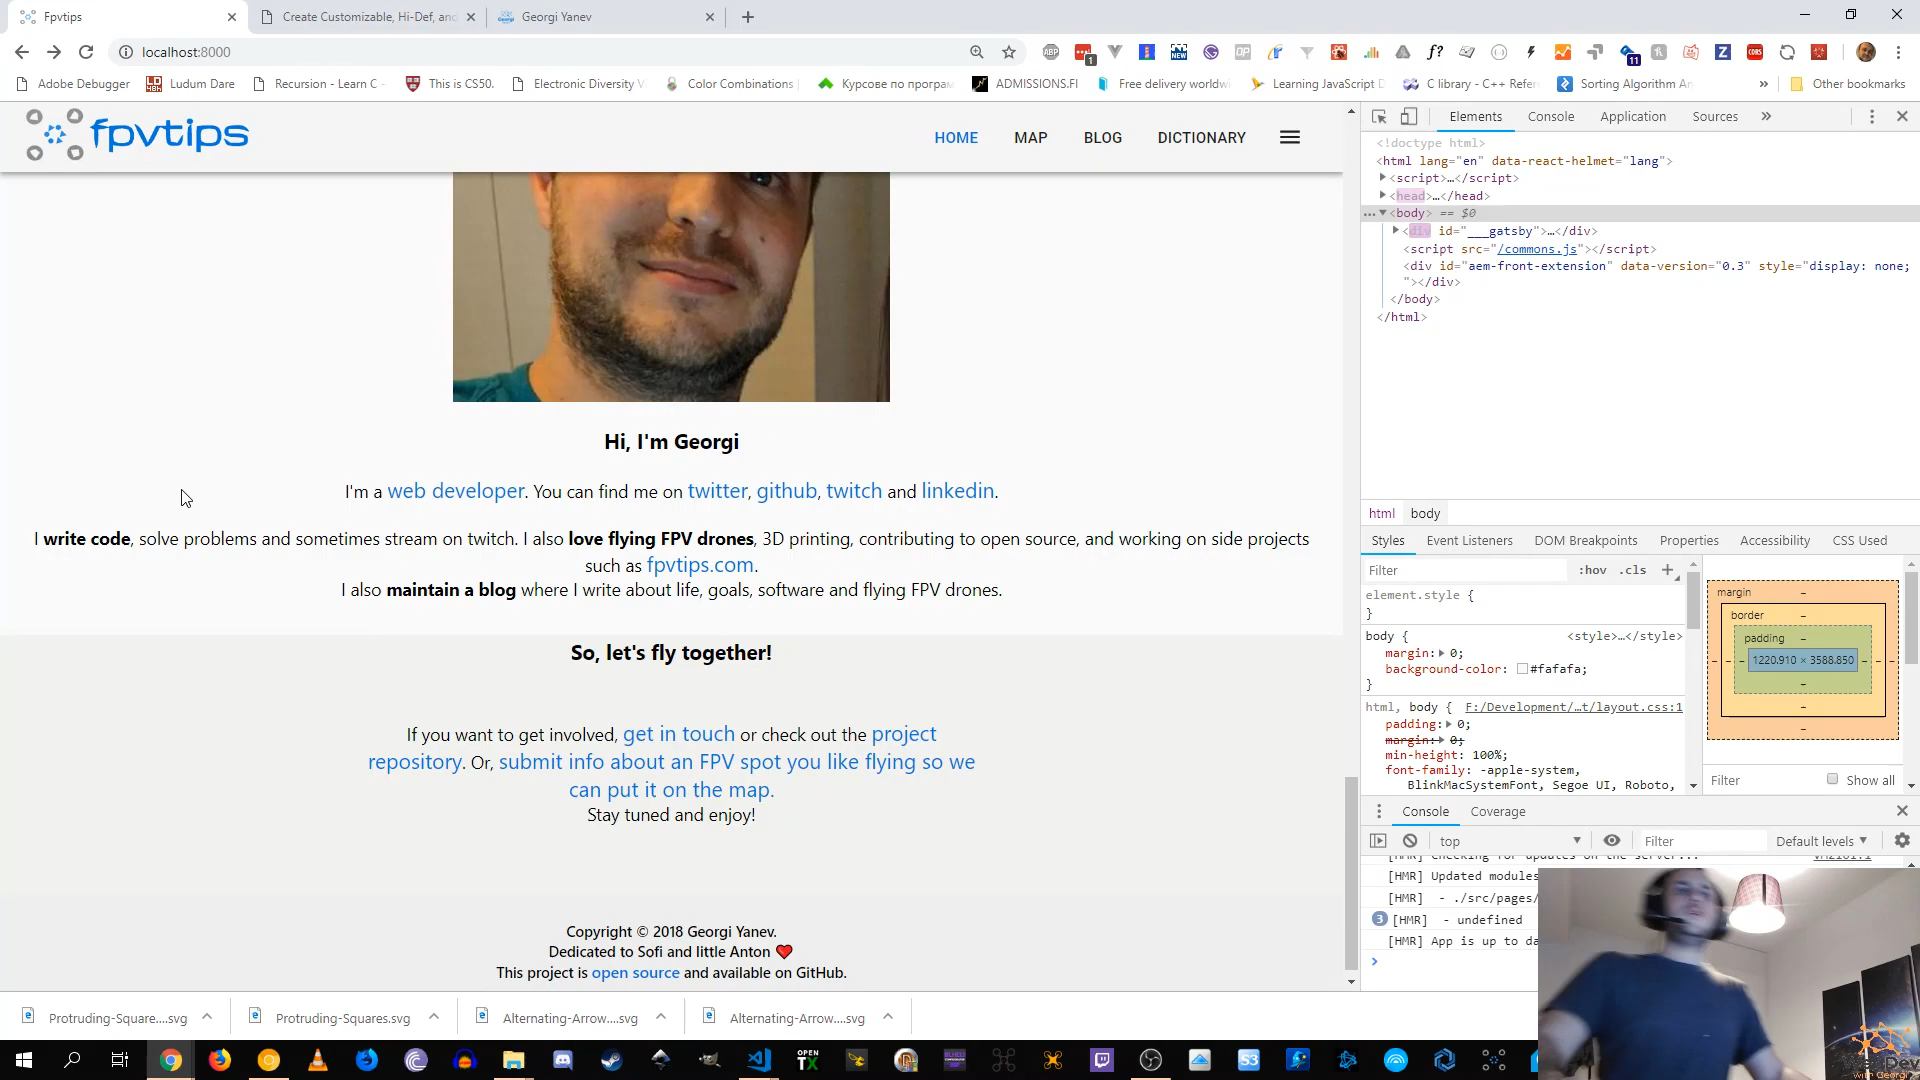 Fpvtips
Create Customizable, Hi-Def, and
Georgi Yanev
localhost:8000
Adobe Debugger
Ludum Dare
Recursion - Learn C
This is CS50.
Electronic Diversity V
Color Combinations
Курсове по програм
ADMISSIONS.FI
Free delivery worldwi
Learning JavaScript D
C library - C++ Refer
Sorting Algorithm An
Other bookmarks
fpvtips
HOME
MAP
BLOG
DICTIONARY
Hi, I'm Georgi
I'm a web developer. You can find me on twitter, github, twitch and linkedin.
I write code, solve problems and sometimes stream on twitch. I also love flying FPV drones, 3D printing, contributing to open source, and working on side projects
such as fpvtips.com.
I also maintain a blog where I write about life, goals, software and flying FPV drones.
So, let's fly together!
If you want to get involved, get in touch or check out the project
repository. Or, submit info about an FPV spot you like flying so we
can put it on the map.
Stay tuned and enjoy!
Copyright © 2018 Georgi Yanev.
Dedicated to Sofi and little Anton ❤
This project is open source and available on GitHub.
Elements
Console
Application
Sources
<!doctype html>
<html lang="en" data-react-helmet="lang">
<script>…</script>
<head>…</head>
<body> == $0
<div id="___gatsby">…</div>
<script src="/commons.js"></script>
<div id="aem-front-extension" data-version="0.3" style="display: none;
"></div>
</body>
</html>
html
body
Styles
Event Listeners
DOM Breakpoints
Properties
Accessibility
CSS Used
Filter
:hov
.cls
element.style {
}
body {
<style>…</style>
margin: 0;
background-color: #fafafa;
}
html, body {
F:/Development/…t/layout.css:1
padding: 0;
margin: 0;
min-height: 100%;
font-family: -apple-system,
BlinkMacSystemFont, Segoe UI, Roboto,
margin
border
padding
1220.910 × 3588.850
Filter
Show all
Console
Coverage
top
Filter
Default levels
[HMR] Checking for updates on the server...
[HMR] Updated modules
[HMR] - ./src/pages/
3
[HMR] - undefined
[HMR] App is up to da
Protruding-Square....svg
Protruding-Squares.svg
Alternating-Arrow....svg
Alternating-Arrow....svg